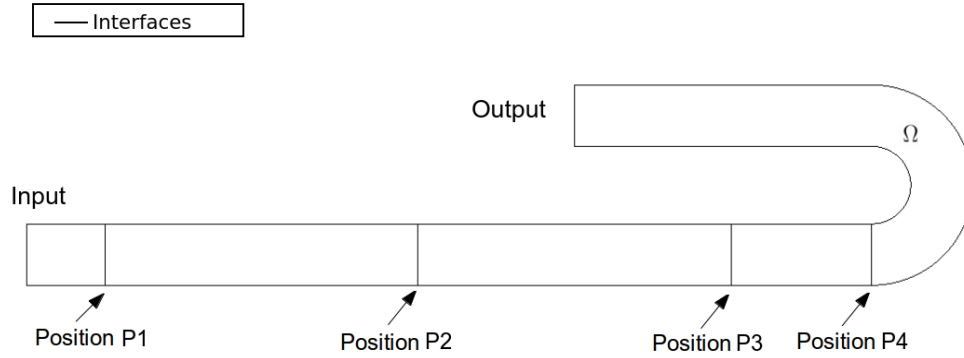 Interfaces
Output
Ω
Input
Position P1
Position P2
Position P3
Position P4